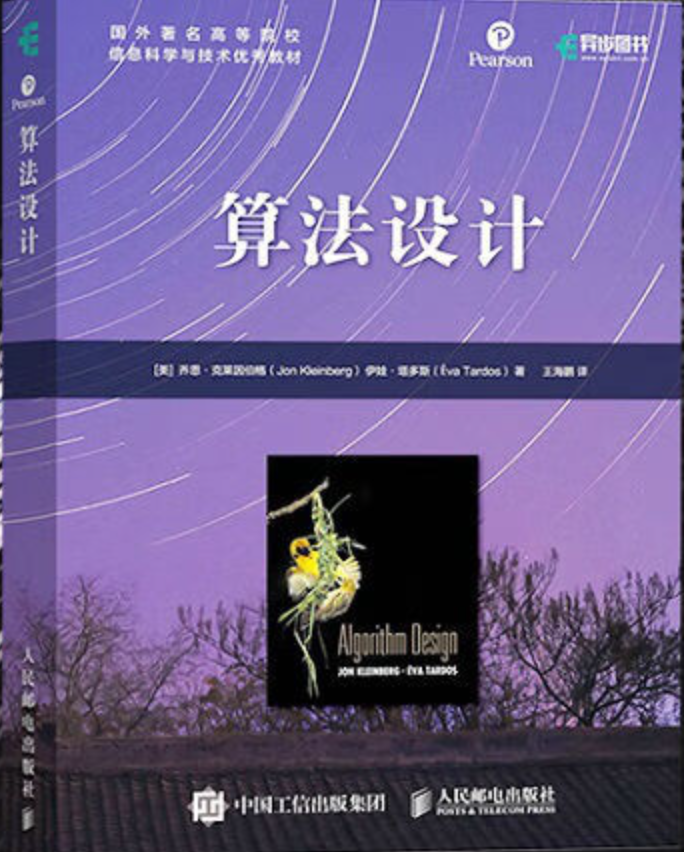 国外著名高等院校
信息科学与技术优秀教材
Pearson
异步图书
www.epubit.com.cn
Pearson
算法设计
算法设计
[美] 乔恩·克莱因伯格（Jon Kleinberg）伊娃·塔多斯（Éva Tardos）著 王海鹏 译
Algorithm Design
JON KLEINBERG · ÉVA TARDOS
人民邮电出版社
中国工信出版集团
人民邮电出版社
POSTS & TELECOM PRESS